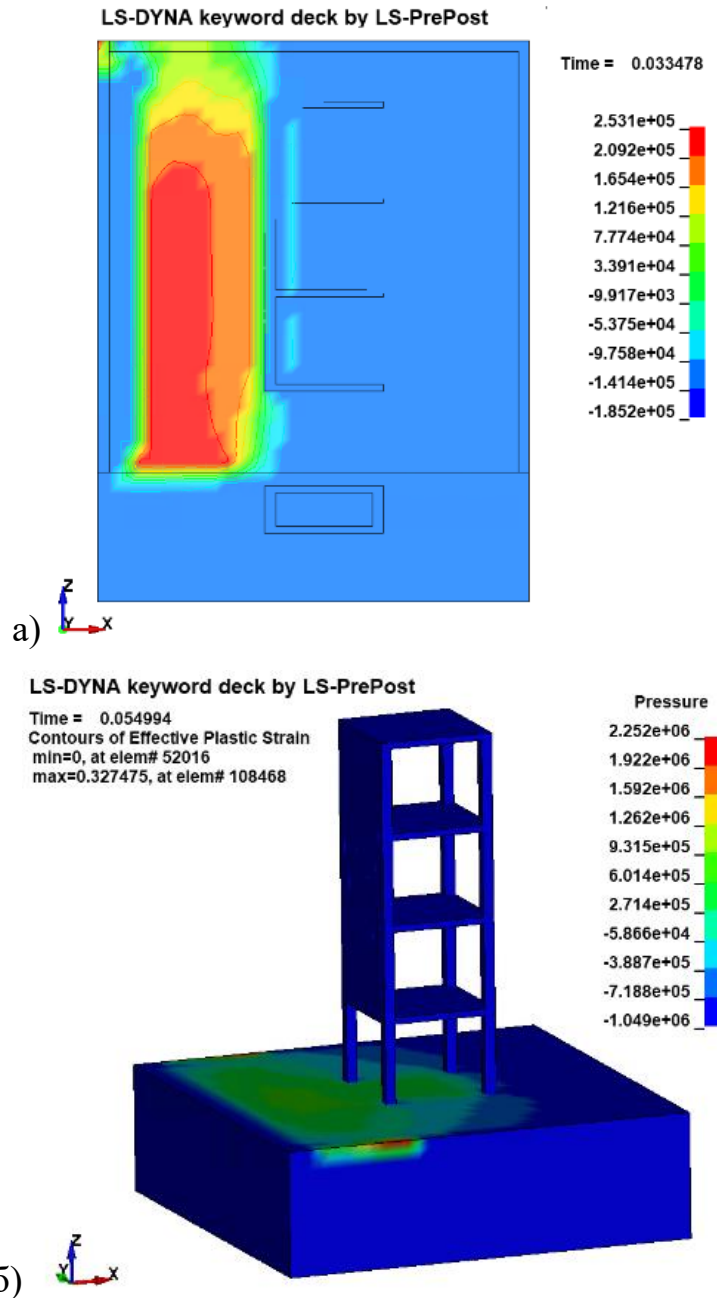 LS-DYNA keyword deck by LS-PrePost
Time = 0.033478
2.531e+05
2.092e+05
1.654e+05
1.216e+05
7.774e+04
3.391e+04
-9.917e+03
-5.375e+04
-9.758e+04
-1.414e+05
-1.852e+05
Z
Y X
а)
LS-DYNA keyword deck by LS-PrePost
Time = 0.054994
Contours of Effective Plastic Strain
min=0, at elem# 52016
max=0.327475, at elem# 108468
Pressure
2.252e+06
1.922e+06
1.592e+06
1.262e+06
9.315e+05
6.014e+05
2.714e+05
-5.866e+04
-3.887e+05
-7.188e+05
-1.049e+06
Z
Y X
б)